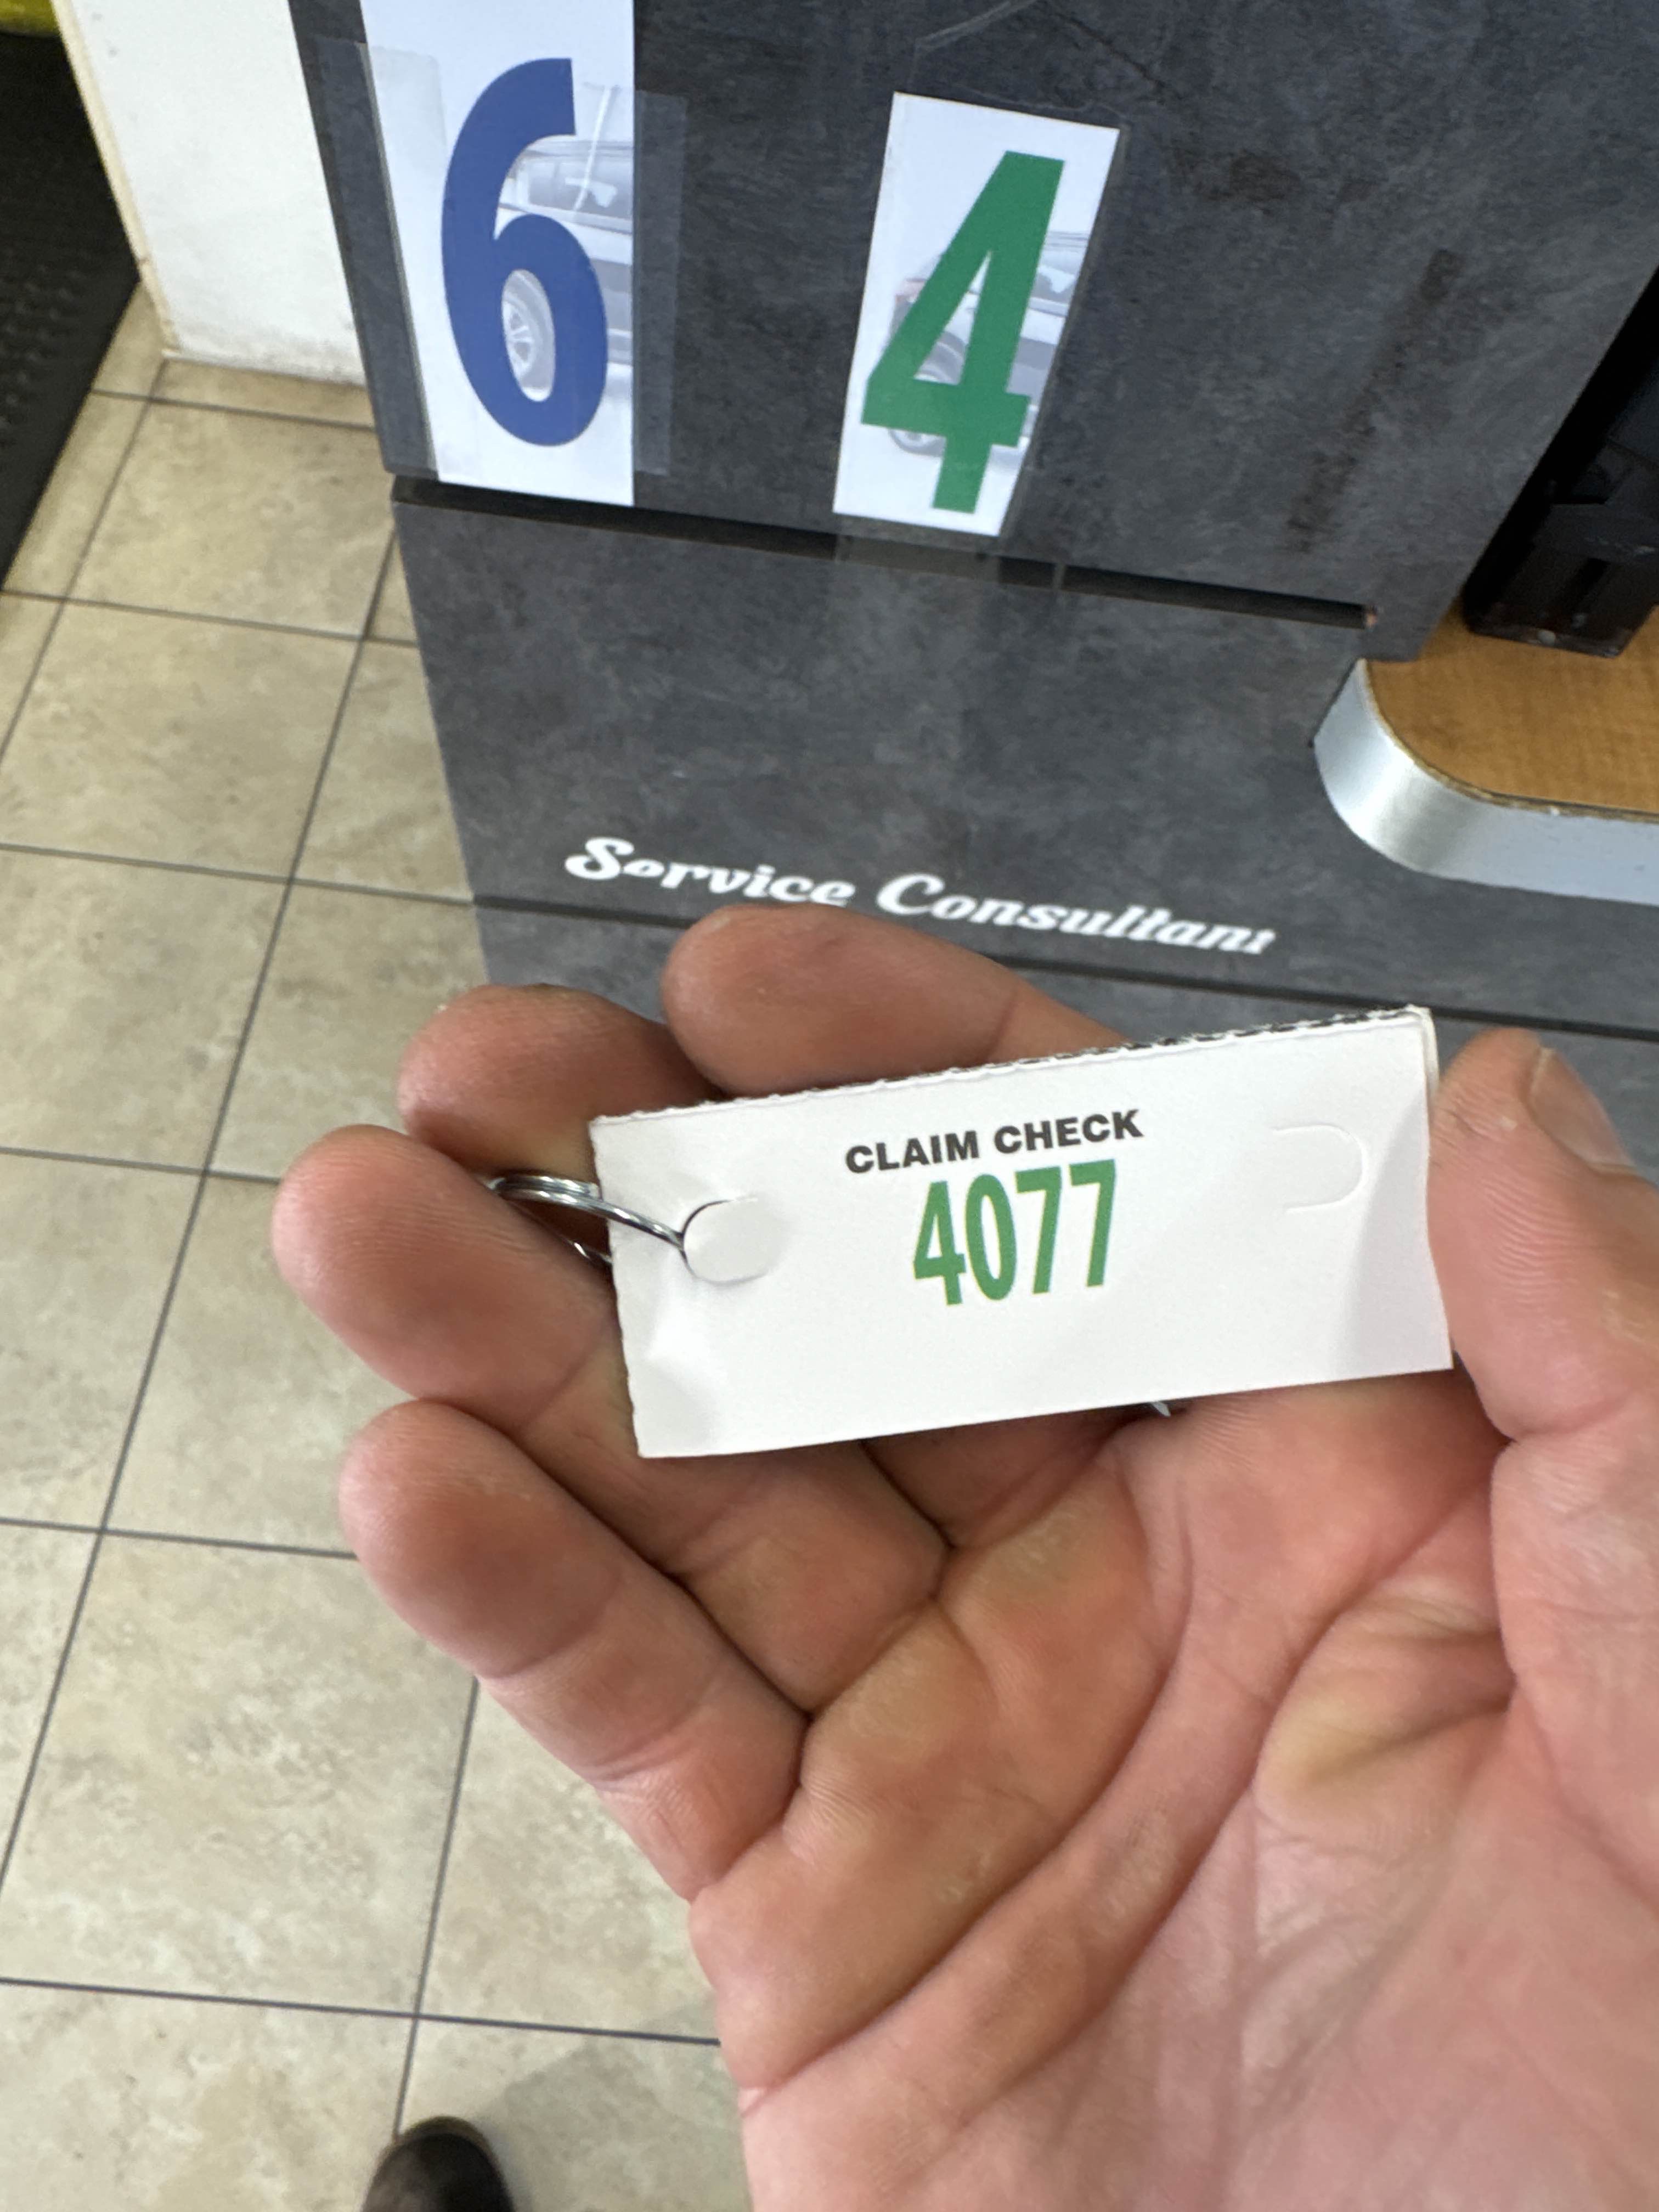 6 4
Service Consultant
CLAIM CHECK
4077